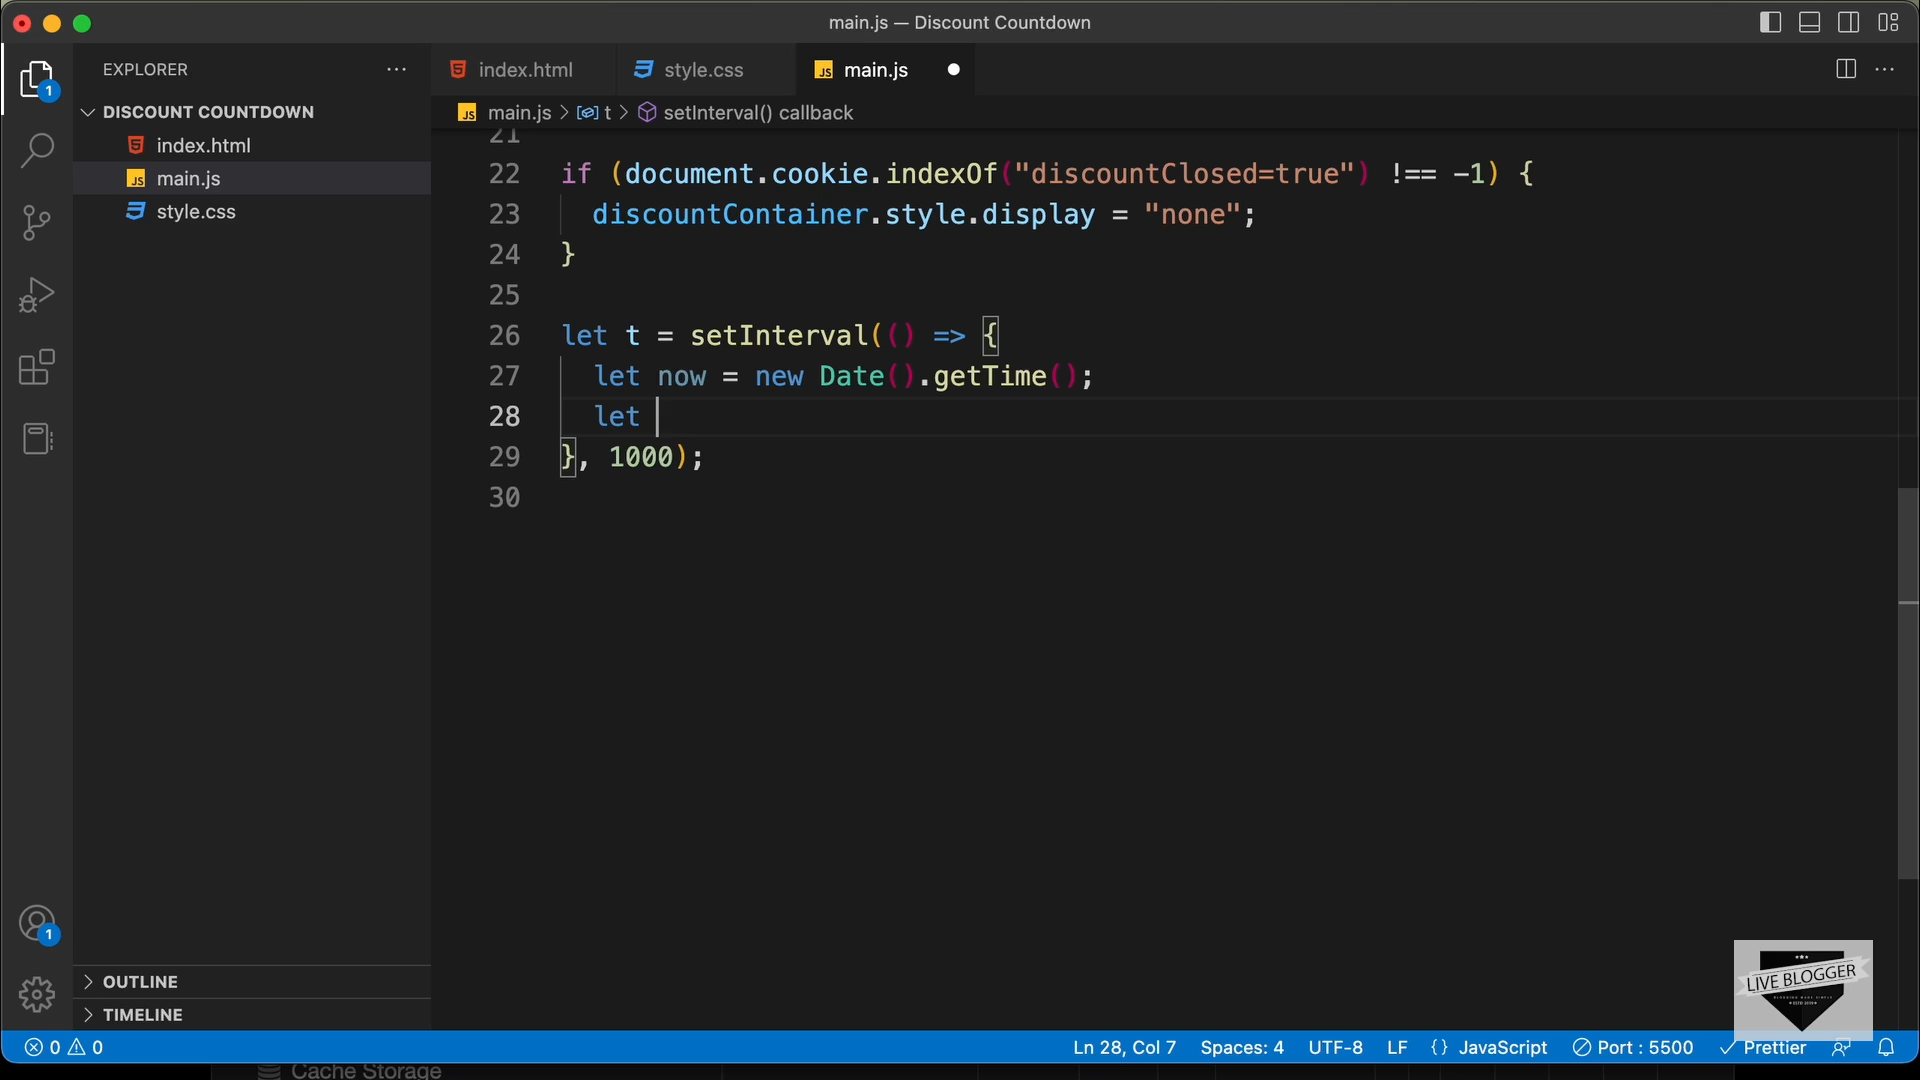 main.js — Discount Countdown
EXPLORER
index.html
style.css
main.js
1
DISCOUNT COUNTDOWN
main.js > t > setInterval() callback
index.html
main.js
style.css
21
22 if (document.cookie.indexOf("discountClosed=true") !== -1) {
23 discountContainer.style.display = "none";
24 }
25
26 let t = setInterval(() => {
27 let now = new Date().getTime();
28 let
29 }, 1000);
30
1
OUTLINE
TIMELINE
LIVE BLOGGER
0 0
Ln 28, Col 7 Spaces: 4 UTF-8 LF {} JavaScript Port : 5500 Prettier
Cache Storage